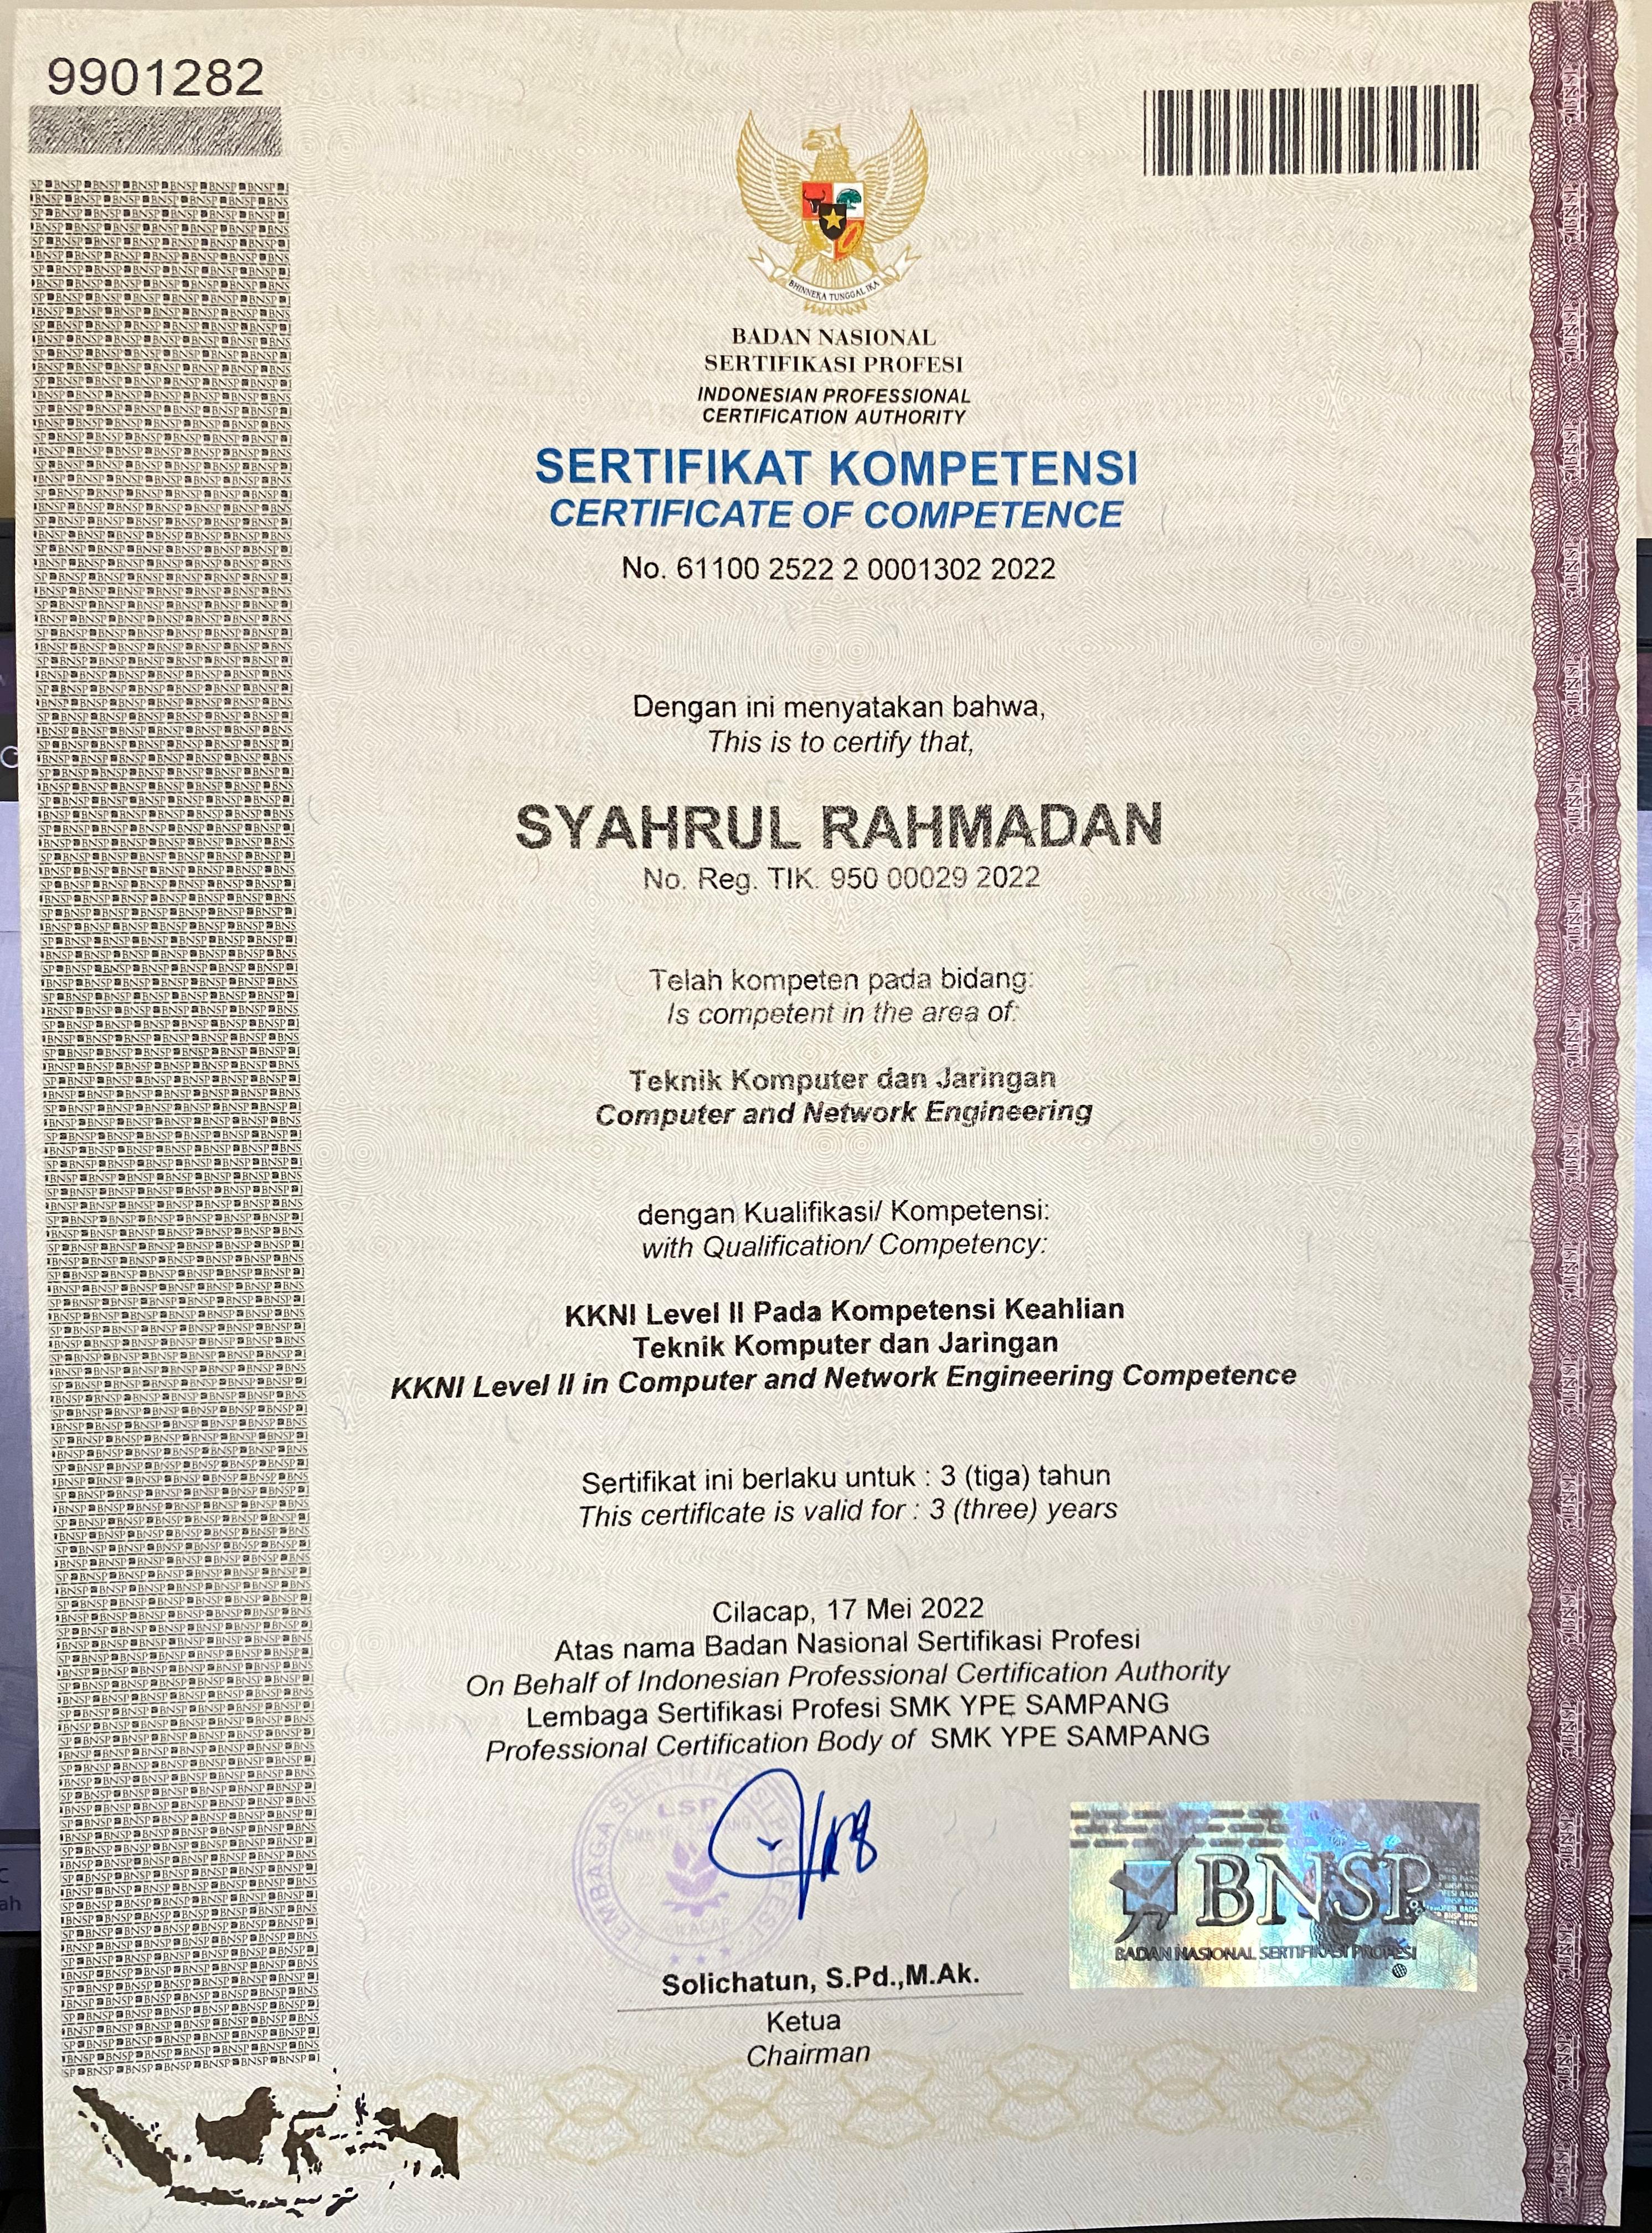 9901282
BHINNEKA TUNGGAL IKA
BADAN NASIONAL
SERTIFIKASI PROFESI
INDONESIAN PROFESSIONAL
CERTIFICATION AUTHORITY
SERTIFIKAT KOMPETENSI
CERTIFICATE OF COMPETENCE
No. 61100 2522 2 0001302 2022
Dengan ini menyatakan bahwa,
This is to certify that,
SYAHRUL RAHMADAN
No. Reg. TIK. 950 00029 2022
Telah kompeten pada bidang:
Is competent in the area of:
Teknik Komputer dan Jaringan
Computer and Network Engineering
dengan Kualifikasi/ Kompetensi:
with Qualification/ Competency:
KKNI Level II Pada Kompetensi Keahlian
Teknik Komputer dan Jaringan
KKNI Level II in Computer and Network Engineering Competence
Sertifikat ini berlaku untuk : 3 (tiga) tahun
This certificate is valid for : 3 (three) years
Cilacap, 17 Mei 2022
Atas nama Badan Nasional Sertifikasi Profesi
On Behalf of Indonesian Professional Certification Authority
Lembaga Sertifikasi Profesi SMK YPE SAMPANG
Professional Certification Body of SMK YPE SAMPANG
LSP
BNSP
BADAN NASIONAL SERTIFIKASI PROFESI
Solichatun, S.Pd.,M.Ak.
Ketua
Chairman